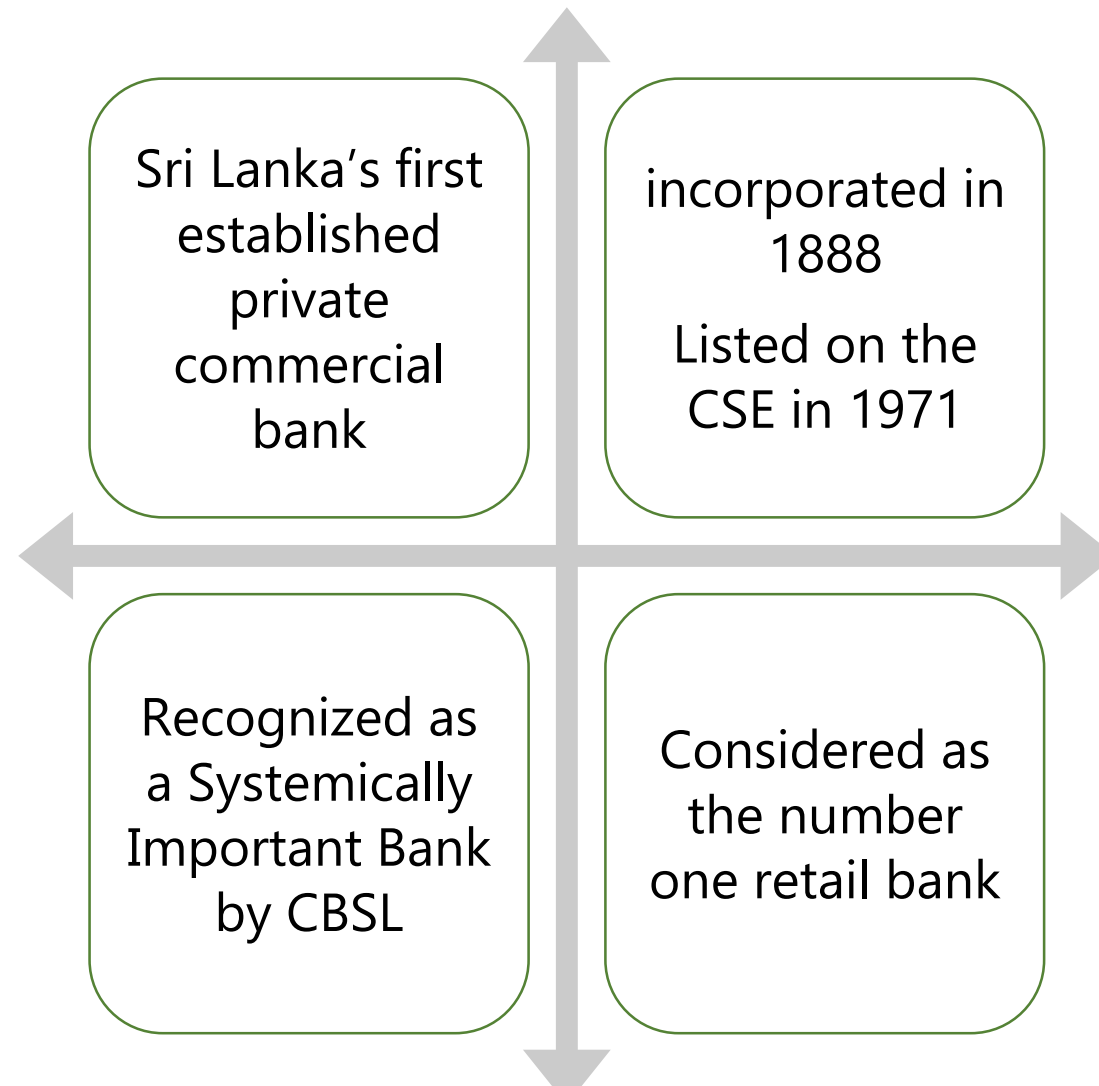 Sri Lanka’s first
established
private
commercial
bank
incorporated in
1888
Listed on the
CSE in 1971
Recognized as
a Systemically
Important Bank
by CBSL
Considered as
the number
one retail bank